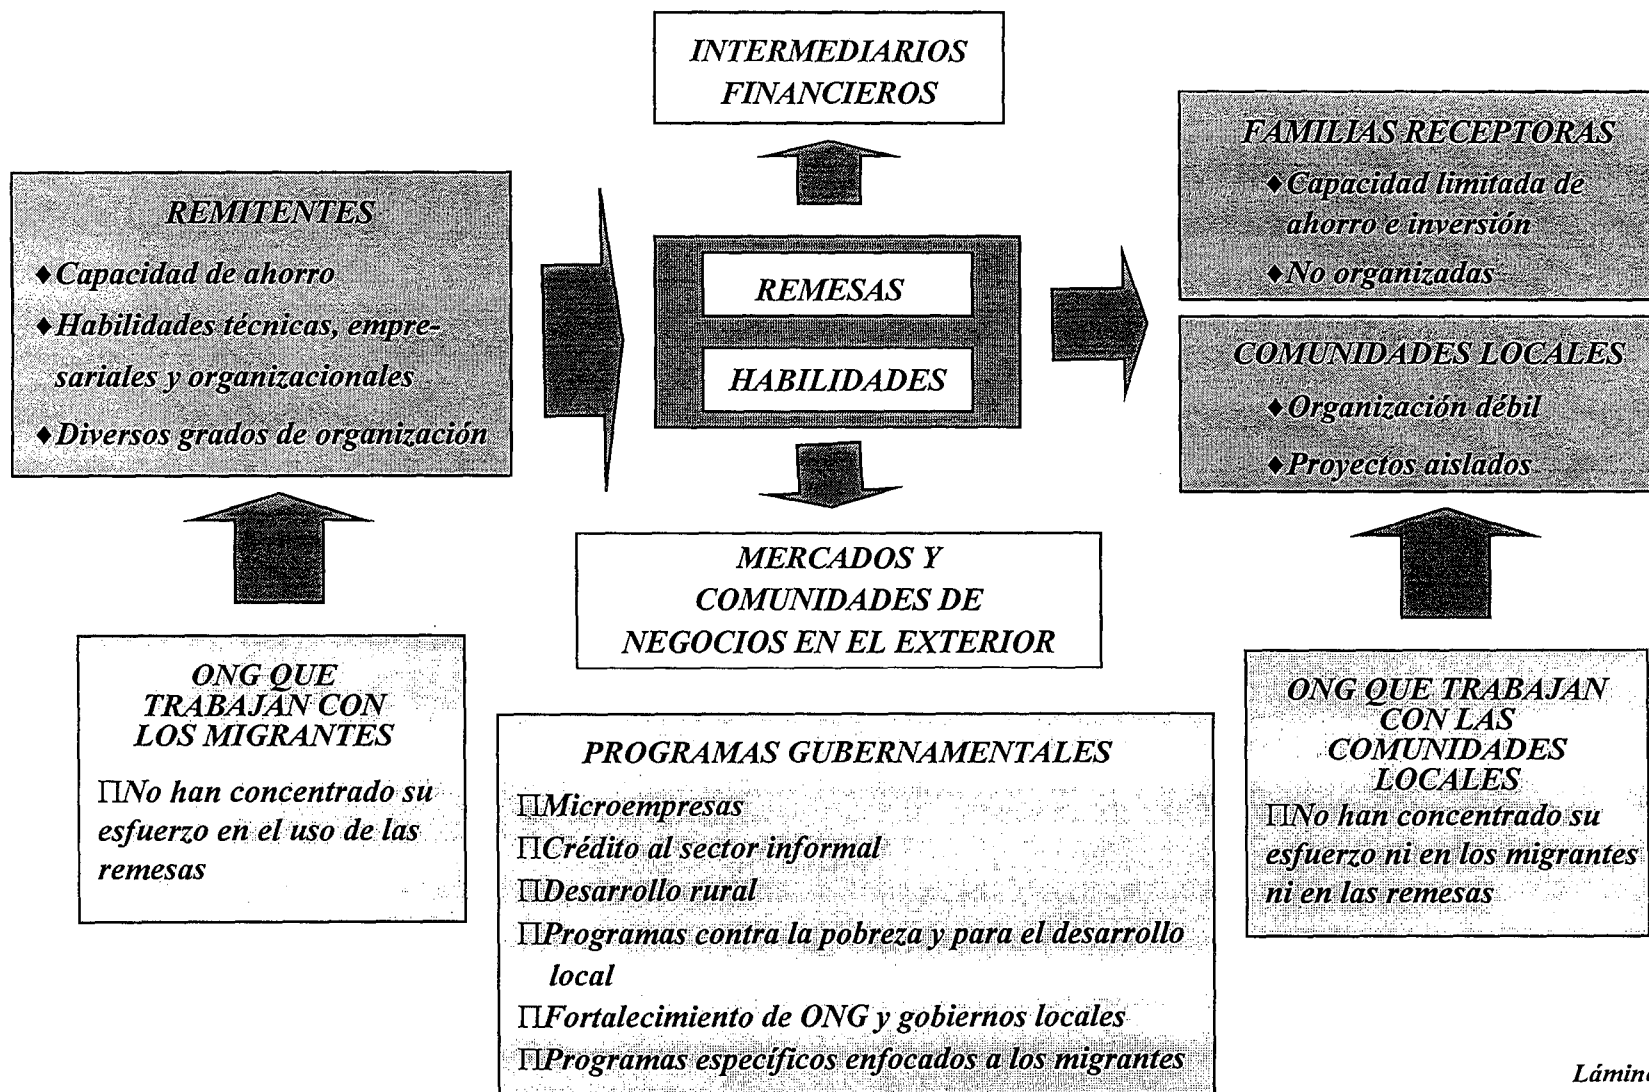 INTERMEDIARIOS
FINANCIEROS
REMITENTES
♦Capacidad de ahorro
♦Habilidades técnicas, empre-
sariales y organizacionales
♦Diversos grados de organización
REMESAS
HABILIDADES
FAMILIAS RECEPTORAS
♦Capacidad limitada de
ahorro e inversión
♦No organizadas
COMUNIDADES LOCALES
♦Organización débil
♦Proyectos aislados
MERCADOS Y
COMUNIDADES DE
NEGOCIOS EN EL EXTERIOR
ONG QUE
TRABAJAN CON
LOS MIGRANTES
ΠNo han concentrado su
esfuerzo en el uso de las
remesas
PROGRAMAS GUBERNAMENTALES
ΠMicroempresas
ΠCrédito al sector informal
ΠDesarrollo rural
ΠProgramas contra la pobreza y para el desarrollo
local
ΠFortalecimiento de ONG y gobiernos locales
ΠProgramas específicos enfocados a los migrantes
ONG QUE TRABAJAN
CON LAS
COMUNIDADES
LOCALES
ΠNo han concentrado su
esfuerzo ni en los migrantes
ni en las remesas
Lámina